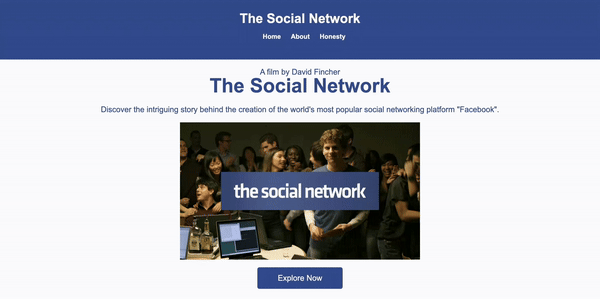 The Social Network
Home About Honesty
A film by David Fincher
The Social Network
Discover the intriguing story behind the creation of the world's most popular social networking platform "Facebook".
the social network
Explore Now